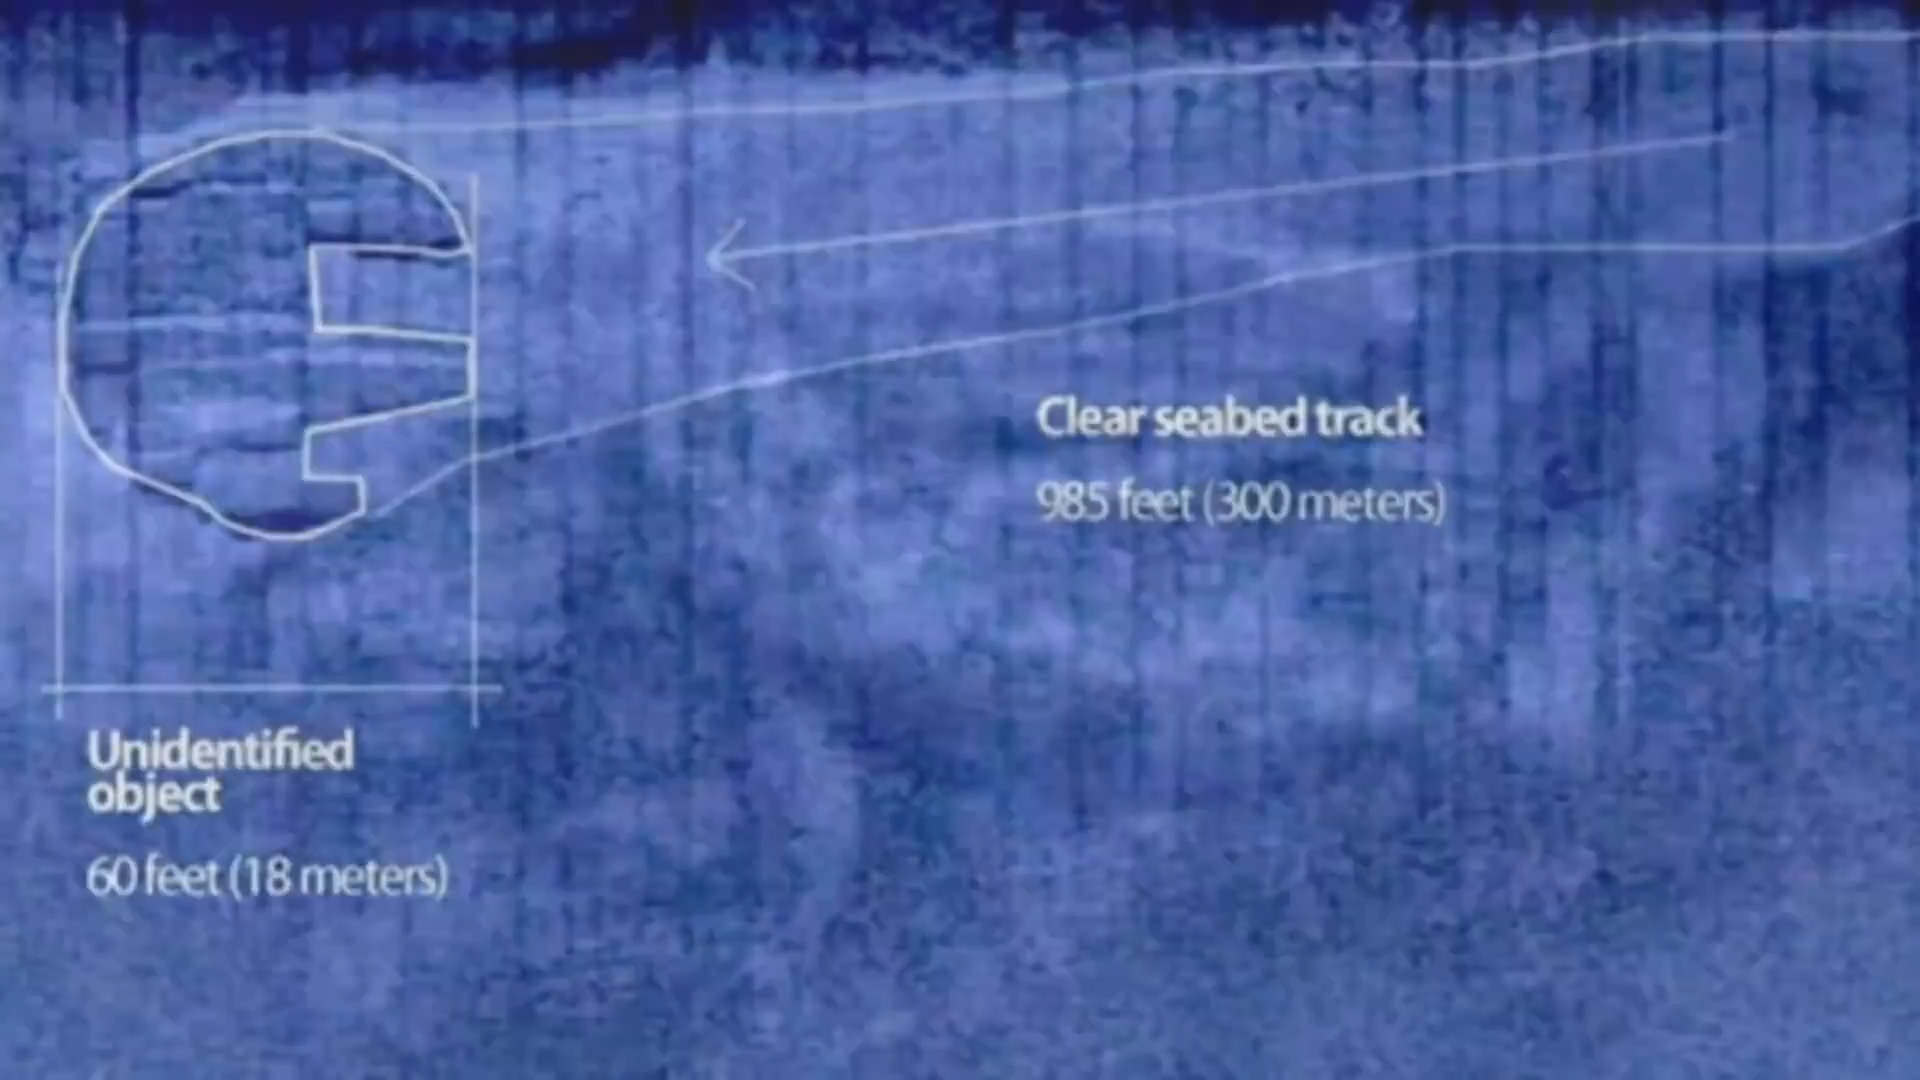 Clear seabed track
985 feet (300 meters)
Unidentified
object
60 feet (18 meters)